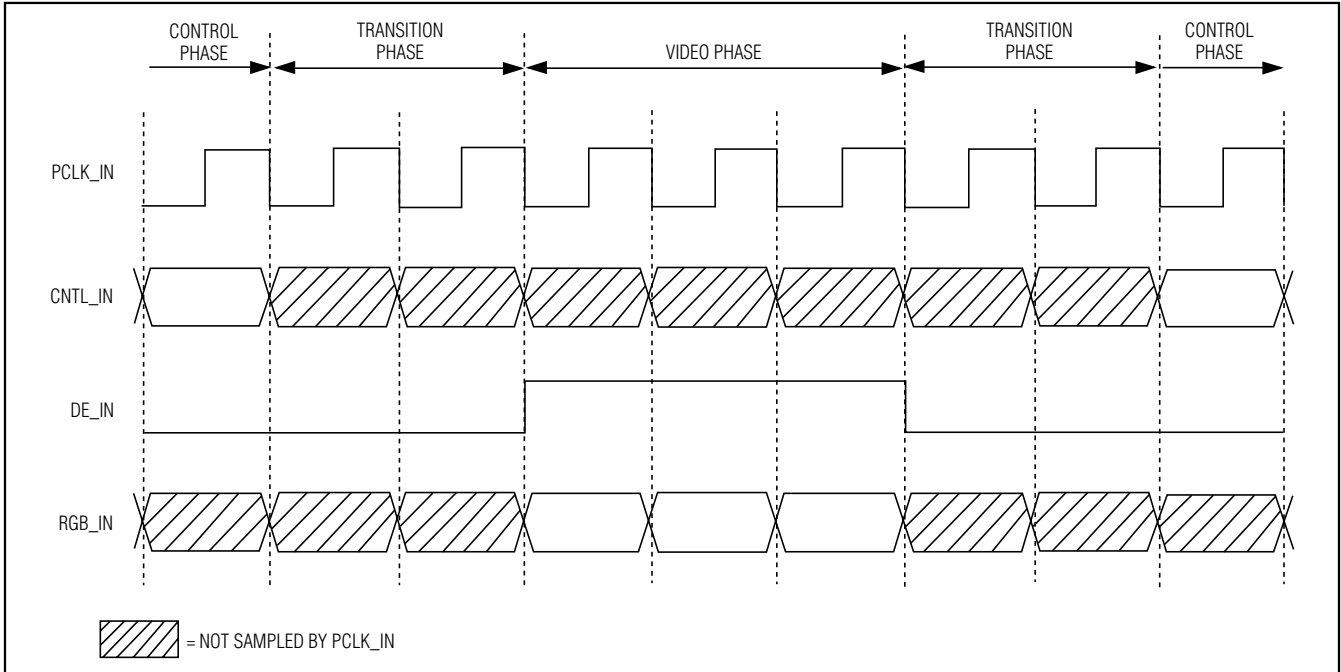 CONTROL
PHASE
TRANSITION
PHASE
VIDEO PHASE
TRANSITION
PHASE
CONTROL
PHASE
PCLK_IN
CNTL_IN
DE_IN
RGB_IN
= NOT SAMPLED BY PCLK_IN